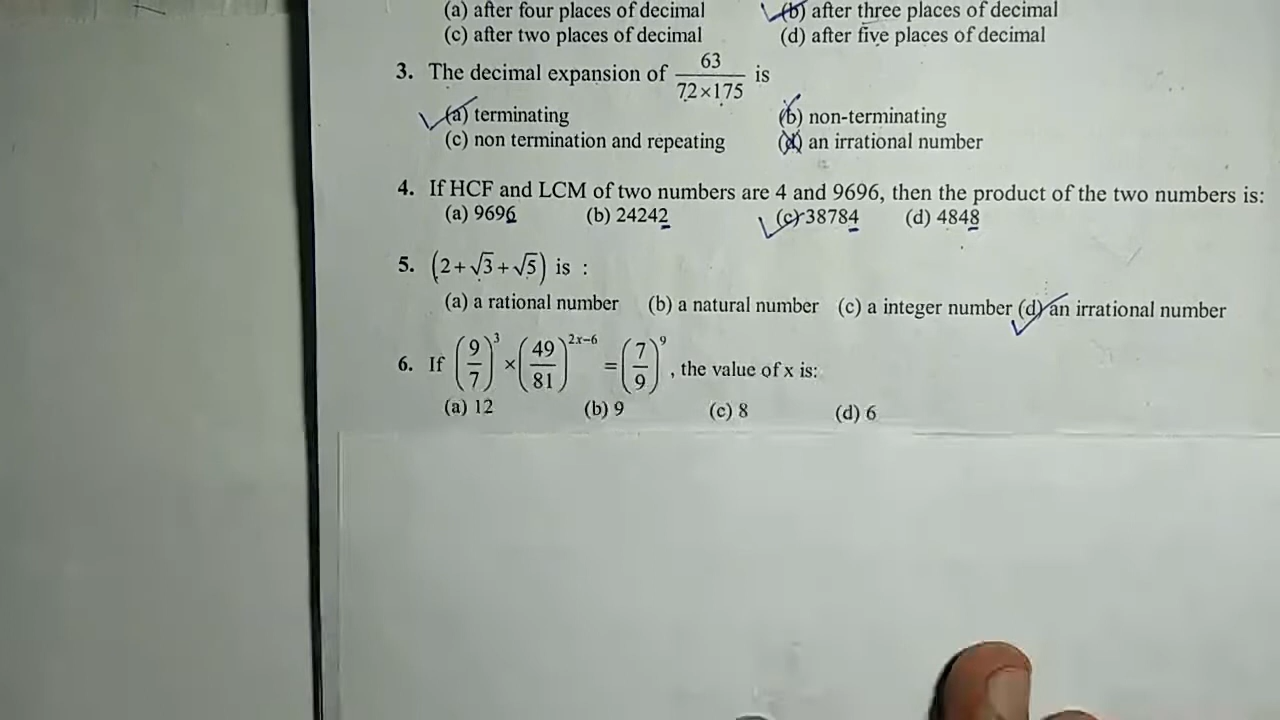 (a) after four places of decimal (b) after three places of decimal
(c) after two places of decimal (d) after five places of decimal
3. The decimal expansion of 63/(72×175) is
(a) terminating (b) non-terminating
(c) non termination and repeating (d) an irrational number
4. If HCF and LCM of two numbers are 4 and 9696, then the product of the two numbers is:
(a) 9696 (b) 24242 (c) 38784 (d) 4848
5. (2+√3+√5) is :
(a) a rational number (b) a natural number (c) a integer number (d) an irrational number
6. If (9/7)^3 × (49/81)^(2x−6) = (7/9)^9, the value of x is:
(a) 12 (b) 9 (c) 8 (d) 6